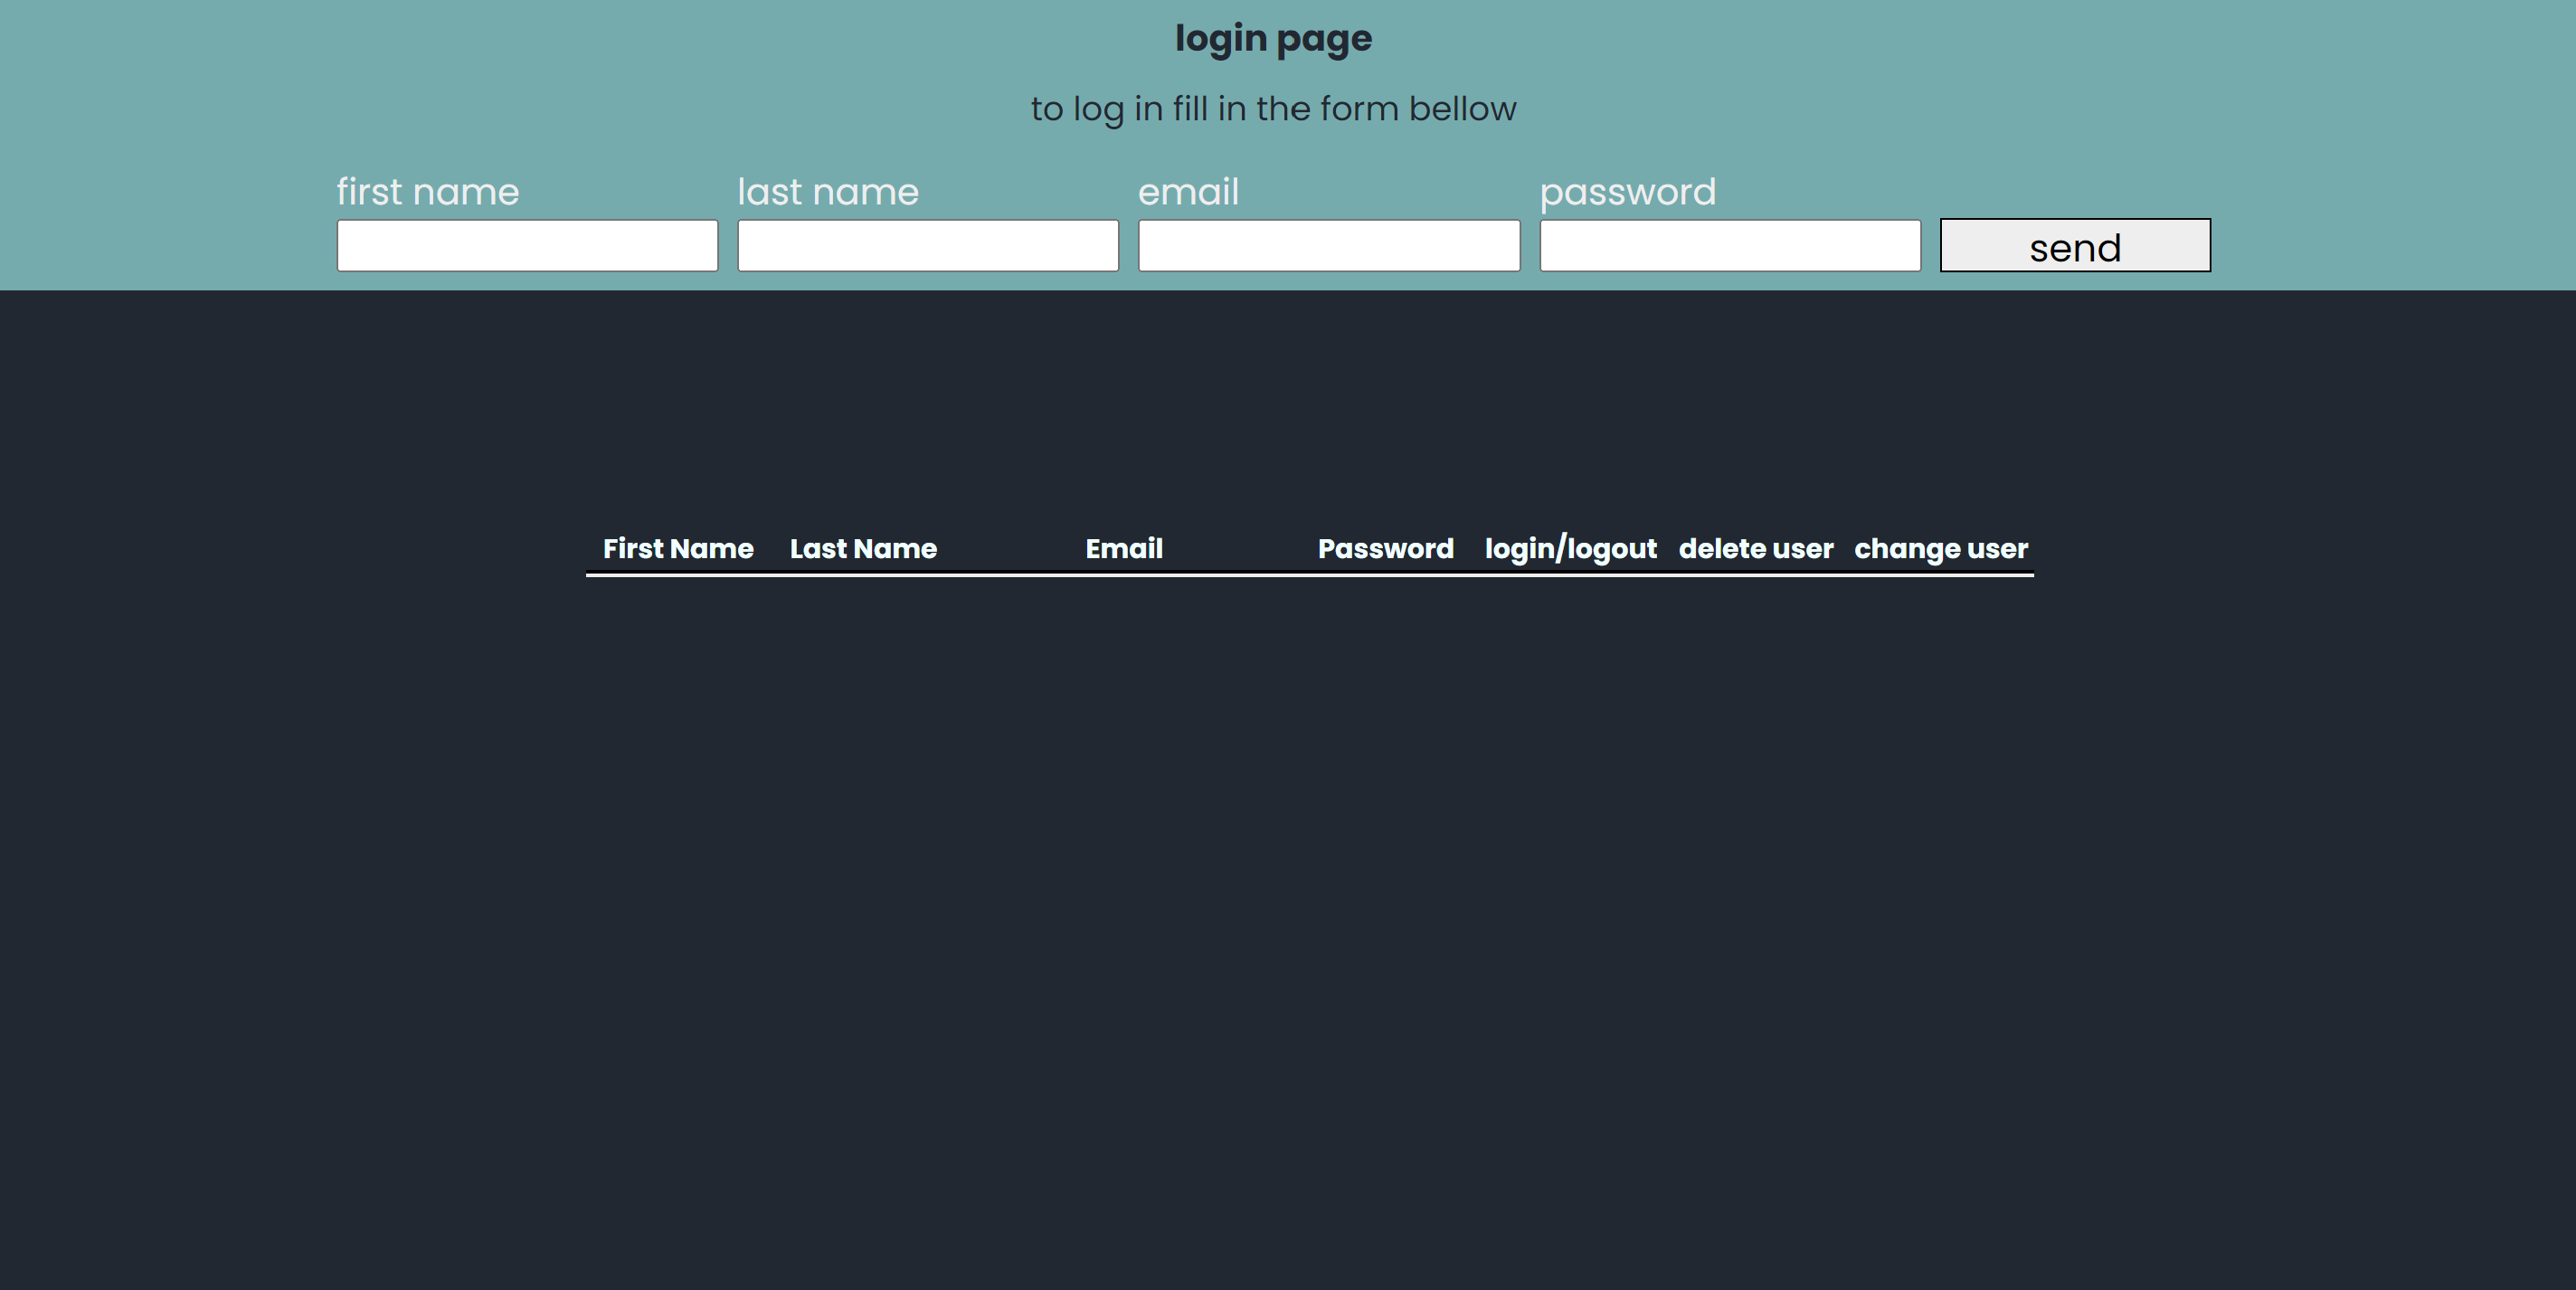 login page
to log in fill in the form bellow
first name last name email password
send
First Name Last Name Email Password login/logout delete user change user